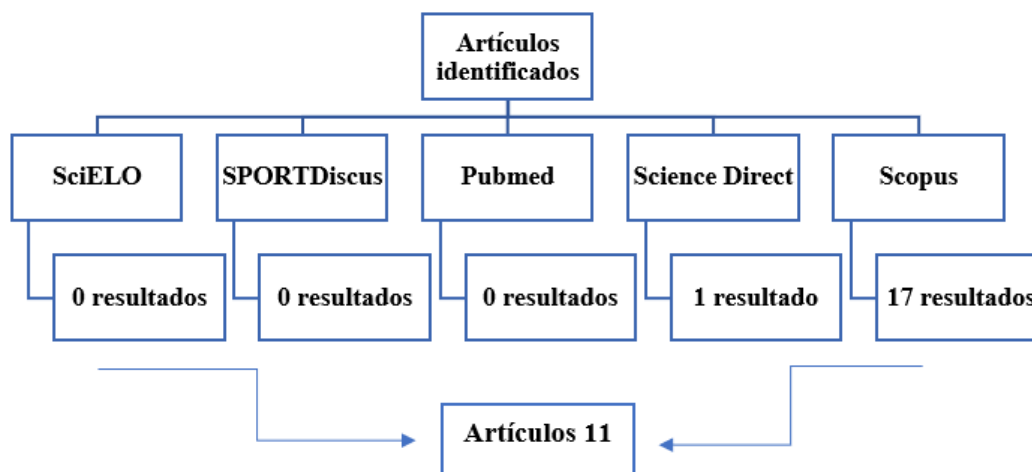 Artículos
identificados
SciELO
SPORTDiscus
Pubmed
Science Direct
Scopus
0 resultados
0 resultados
0 resultados
1 resultado
17 resultados
Artículos 11